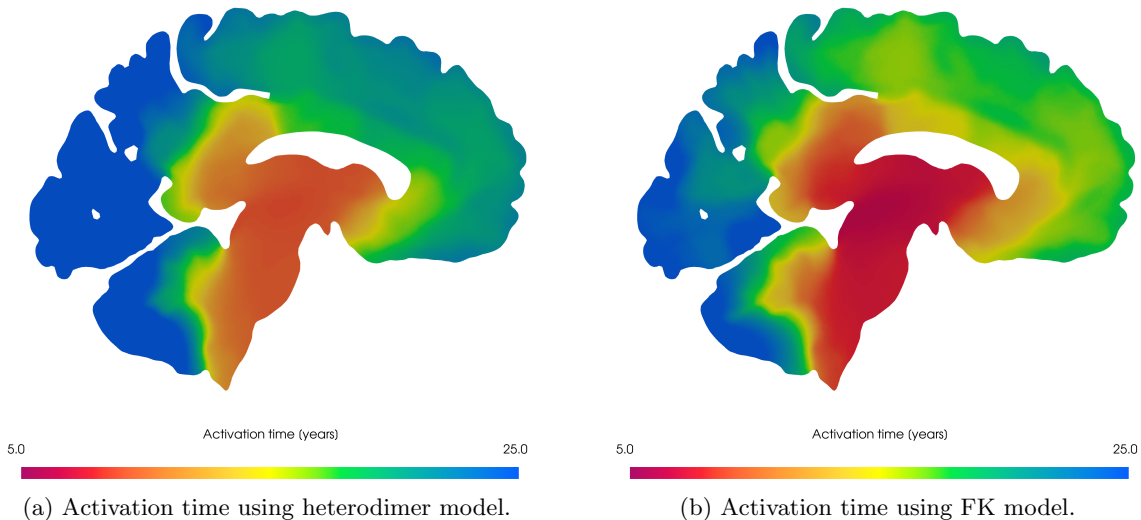 Activation time [years]
5.0 25.0
(a) Activation time using heterodimer model.
Activation time [years]
5.0 25.0
(b) Activation time using FK model.